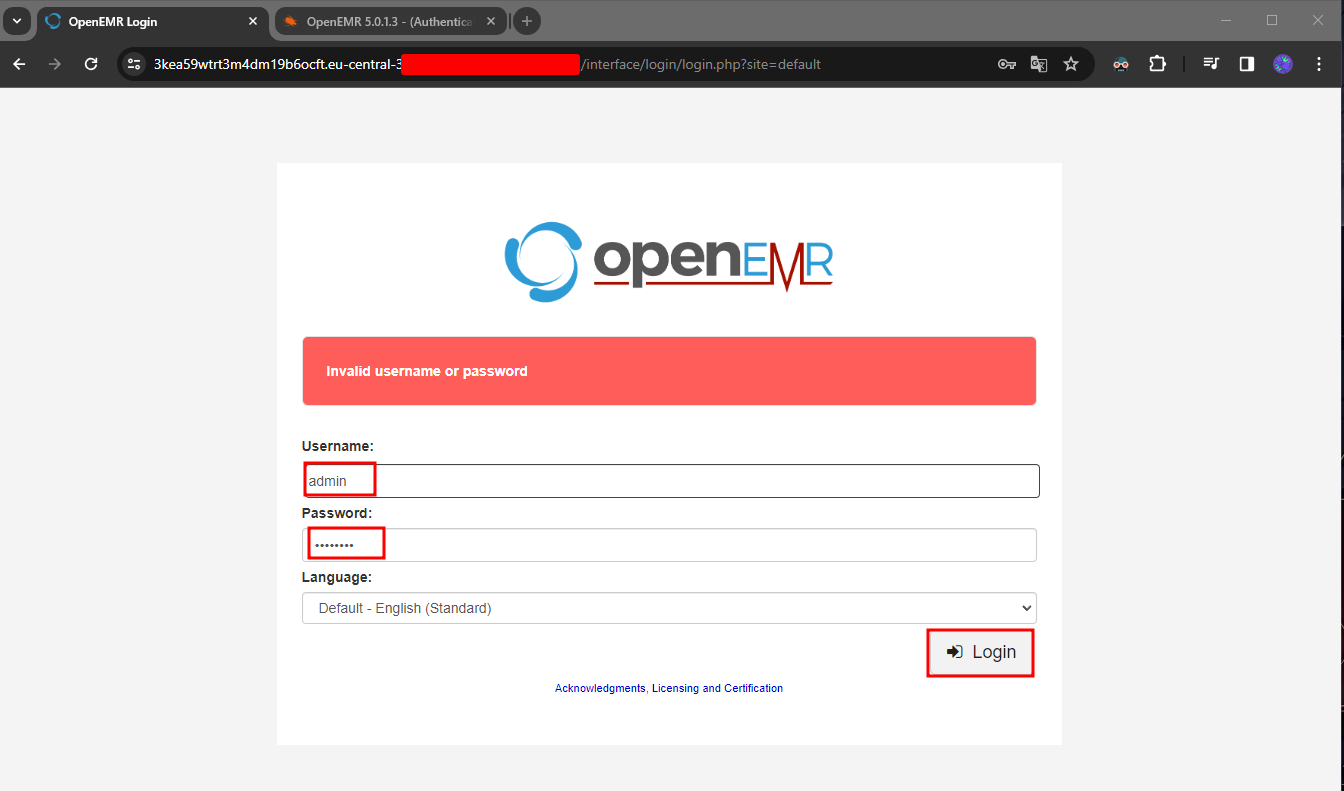 OpenEMR Login
OpenEMR 5.0.1.3 - (Authentica
3kea59wtrt3m4dm19b6ocft.eu-central-3 /interface/login/login.php?site=default
openEMR
Invalid username or password
Username:
admin
Password:
••••••••
Language:
Default - English (Standard)
Login
Acknowledgments, Licensing and Certification